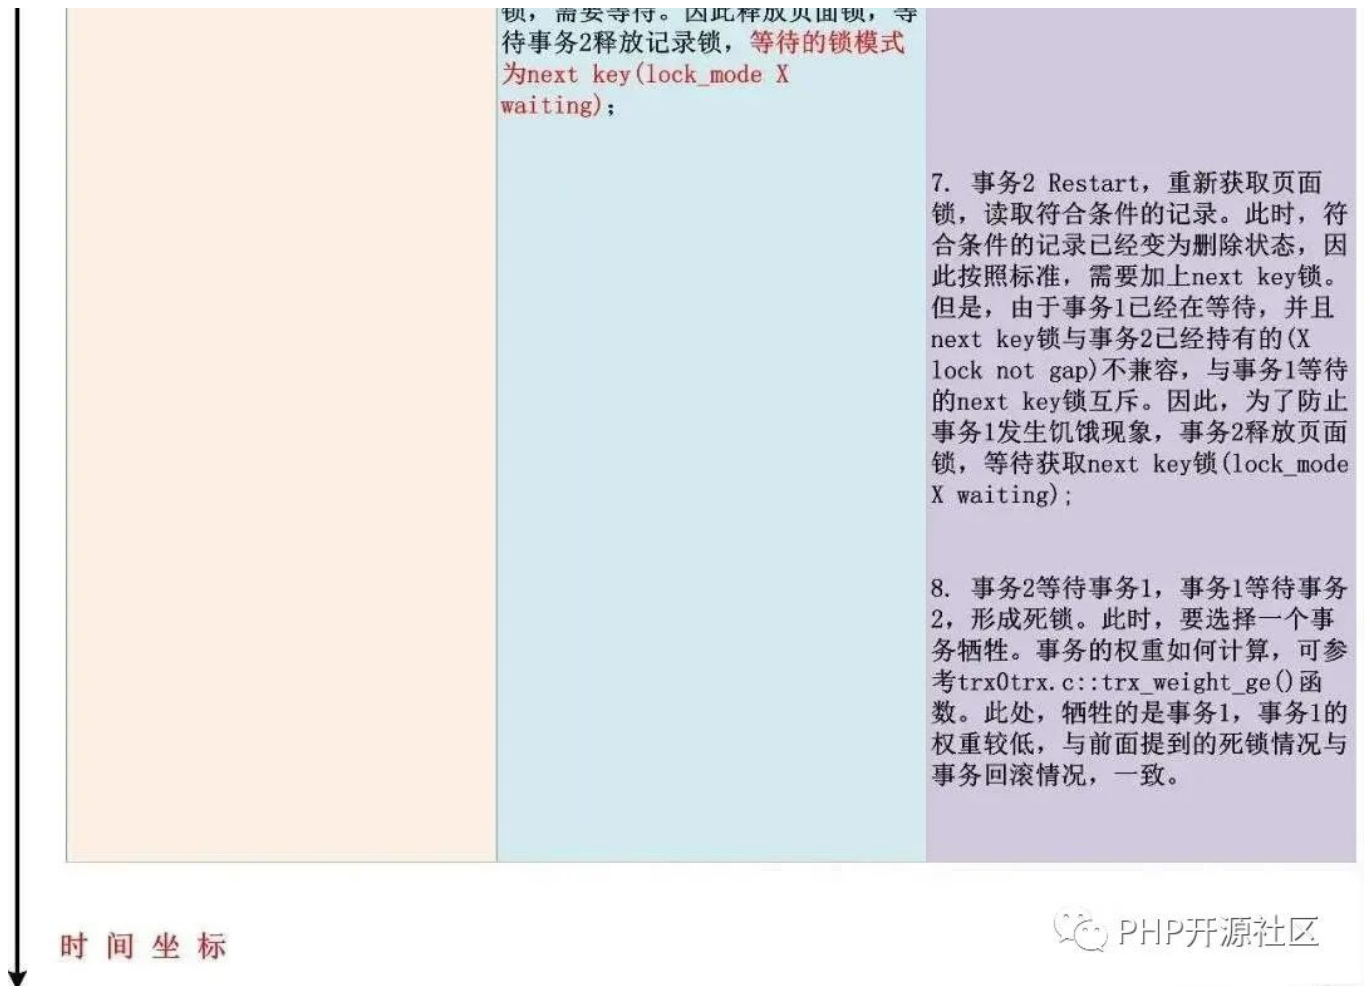 锁，需要等待。因此释放页面锁，等
待事务2释放记录锁，等待的锁模式
为next key(lock_mode X
waiting)；
7. 事务2 Restart，重新获取页面
锁，读取符合条件的记录。此时，符
合条件的记录已经变为删除状态，因
此按照标准，需要加上next key锁。
但是，由于事务1已经在等待，并且
next key锁与事务2已经持有的(X
lock not gap)不兼容，与事务1等待
的next key锁互斥。因此，为了防止
事务1发生饥饿现象，事务2释放页面
锁，等待获取next key锁(lock_mode
X waiting);
8. 事务2等待事务1，事务1等待事务
2，形成死锁。此时，要选择一个事
务牺牲。事务的权重如何计算，可参
考trx0trx.c::trx_weight_ge()函
数。此处，牺牲的是事务1，事务1的
权重较低，与前面提到的死锁情况与
事务回滚情况，一致。
时间坐标
PHP开源社区